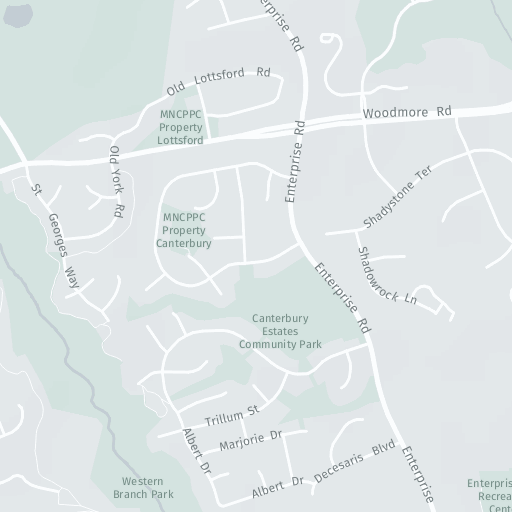 Enterprise Rd
Old Lottsford Rd
MNCPPC
Property
Lottsford
Woodmore Rd
Enterprise Rd
Old York Rd
Shadystone Ter
St Georges Way
MNCPPC
Property
Canterbury
Shadowrock Ln
Enterprise Rd
Canterbury
Estates
Community Park
Trillum St
Marjorie Dr
Albert Dr
Decesaris Blvd
Albert Dr
Western
Branch Park
Enterprise
Enterpris
Recrea
Cent